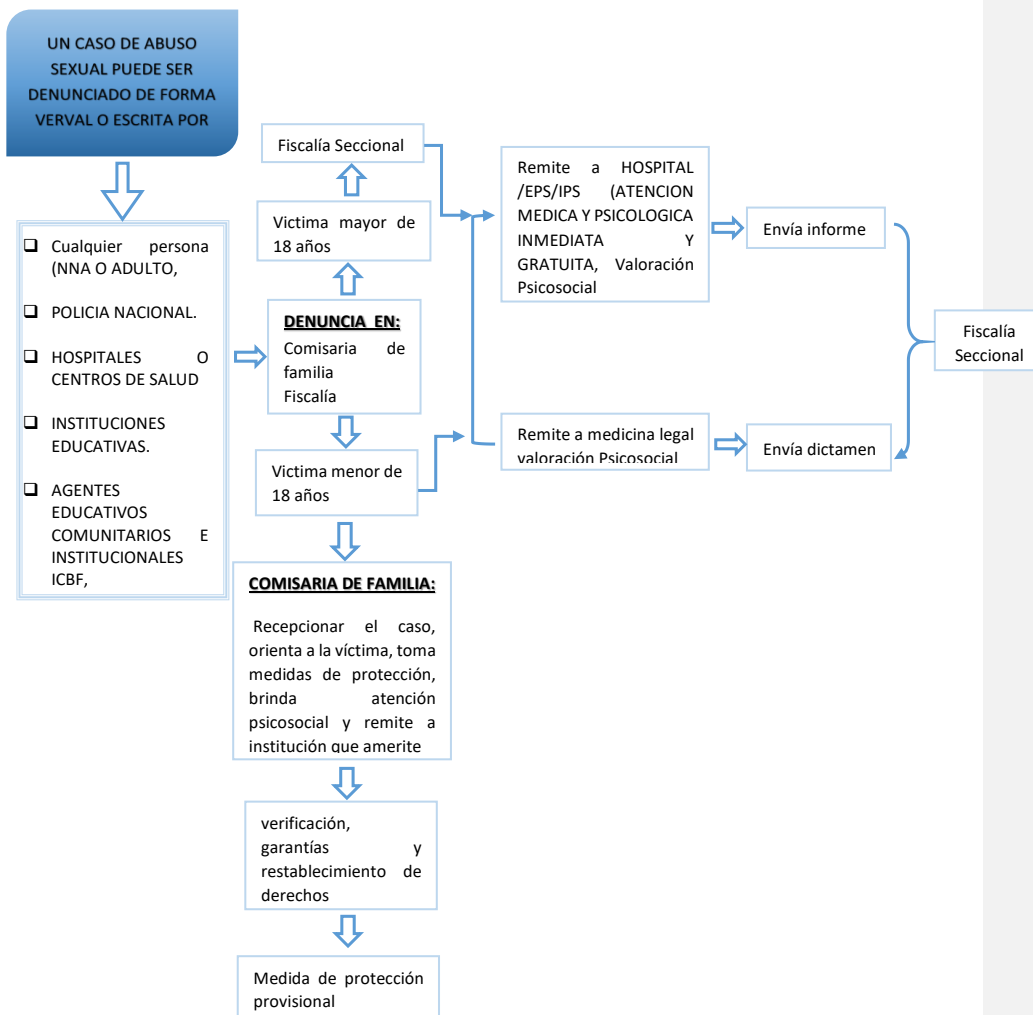 UN CASO DE ABUSO
SEXUAL PUEDE SER
DENUNCIADO DE FORMA
VERVAL O ESCRITA POR
Cualquier persona
(NNA O ADULTO,
POLICIA NACIONAL.
HOSPITALES O
CENTROS DE SALUD
INSTITUCIONES
EDUCATIVAS.
AGENTES
EDUCATIVOS
COMUNITARIOS E
INSTITUCIONALES
ICBF,
Fiscalía Seccional
Victima mayor de
18 años
DENUNCIA EN:
Comisaria de
familia
Fiscalía
Victima menor de
18 años
COMISARIA DE FAMILIA:
Recepcionar el caso,
orienta a la víctima, toma
medidas de protección,
brinda atención
psicosocial y remite a
institución que amerite
verificación,
garantías y
restablecimiento de
derechos
Medida de protección
provisional
Remite a HOSPITAL
/EPS/IPS (ATENCION
MEDICA Y PSICOLOGICA
INMEDIATA Y
GRATUITA, Valoración
Psicosocial
Envía informe
Remite a medicina legal
valoración Psicosocial
Envía dictamen
Fiscalía
Seccional